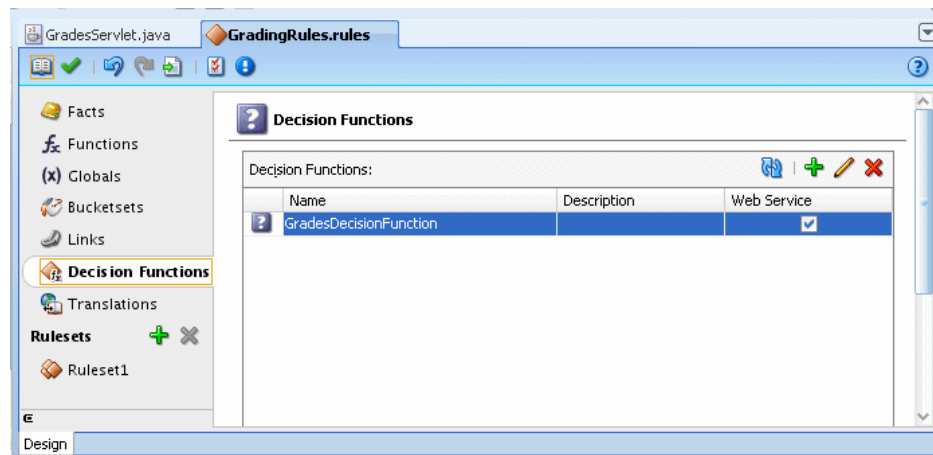 GradesServlet.java
GradingRules.rules
Facts
Functions
(x) Globals
Bucketsets
Links
Decision Functions
Translations
Rulesets
Ruleset1
Design
Decision Functions
Decision Functions:
Name Description Web Service
GradesDecisionFunction